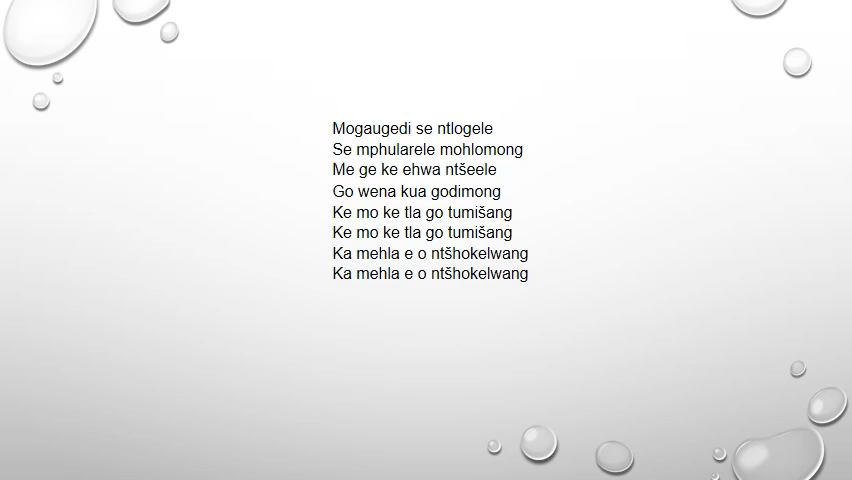 Mogaugedi se ntlogele
Se mphularele mohlomong
Me ge ke ehwa ntšeele
Go wena kua godimong
Ke mo ke tla go tumišang
Ke mo ke tla go tumišang
Ka mehla e o ntšhokelwang
Ka mehla e o ntšhokelwang